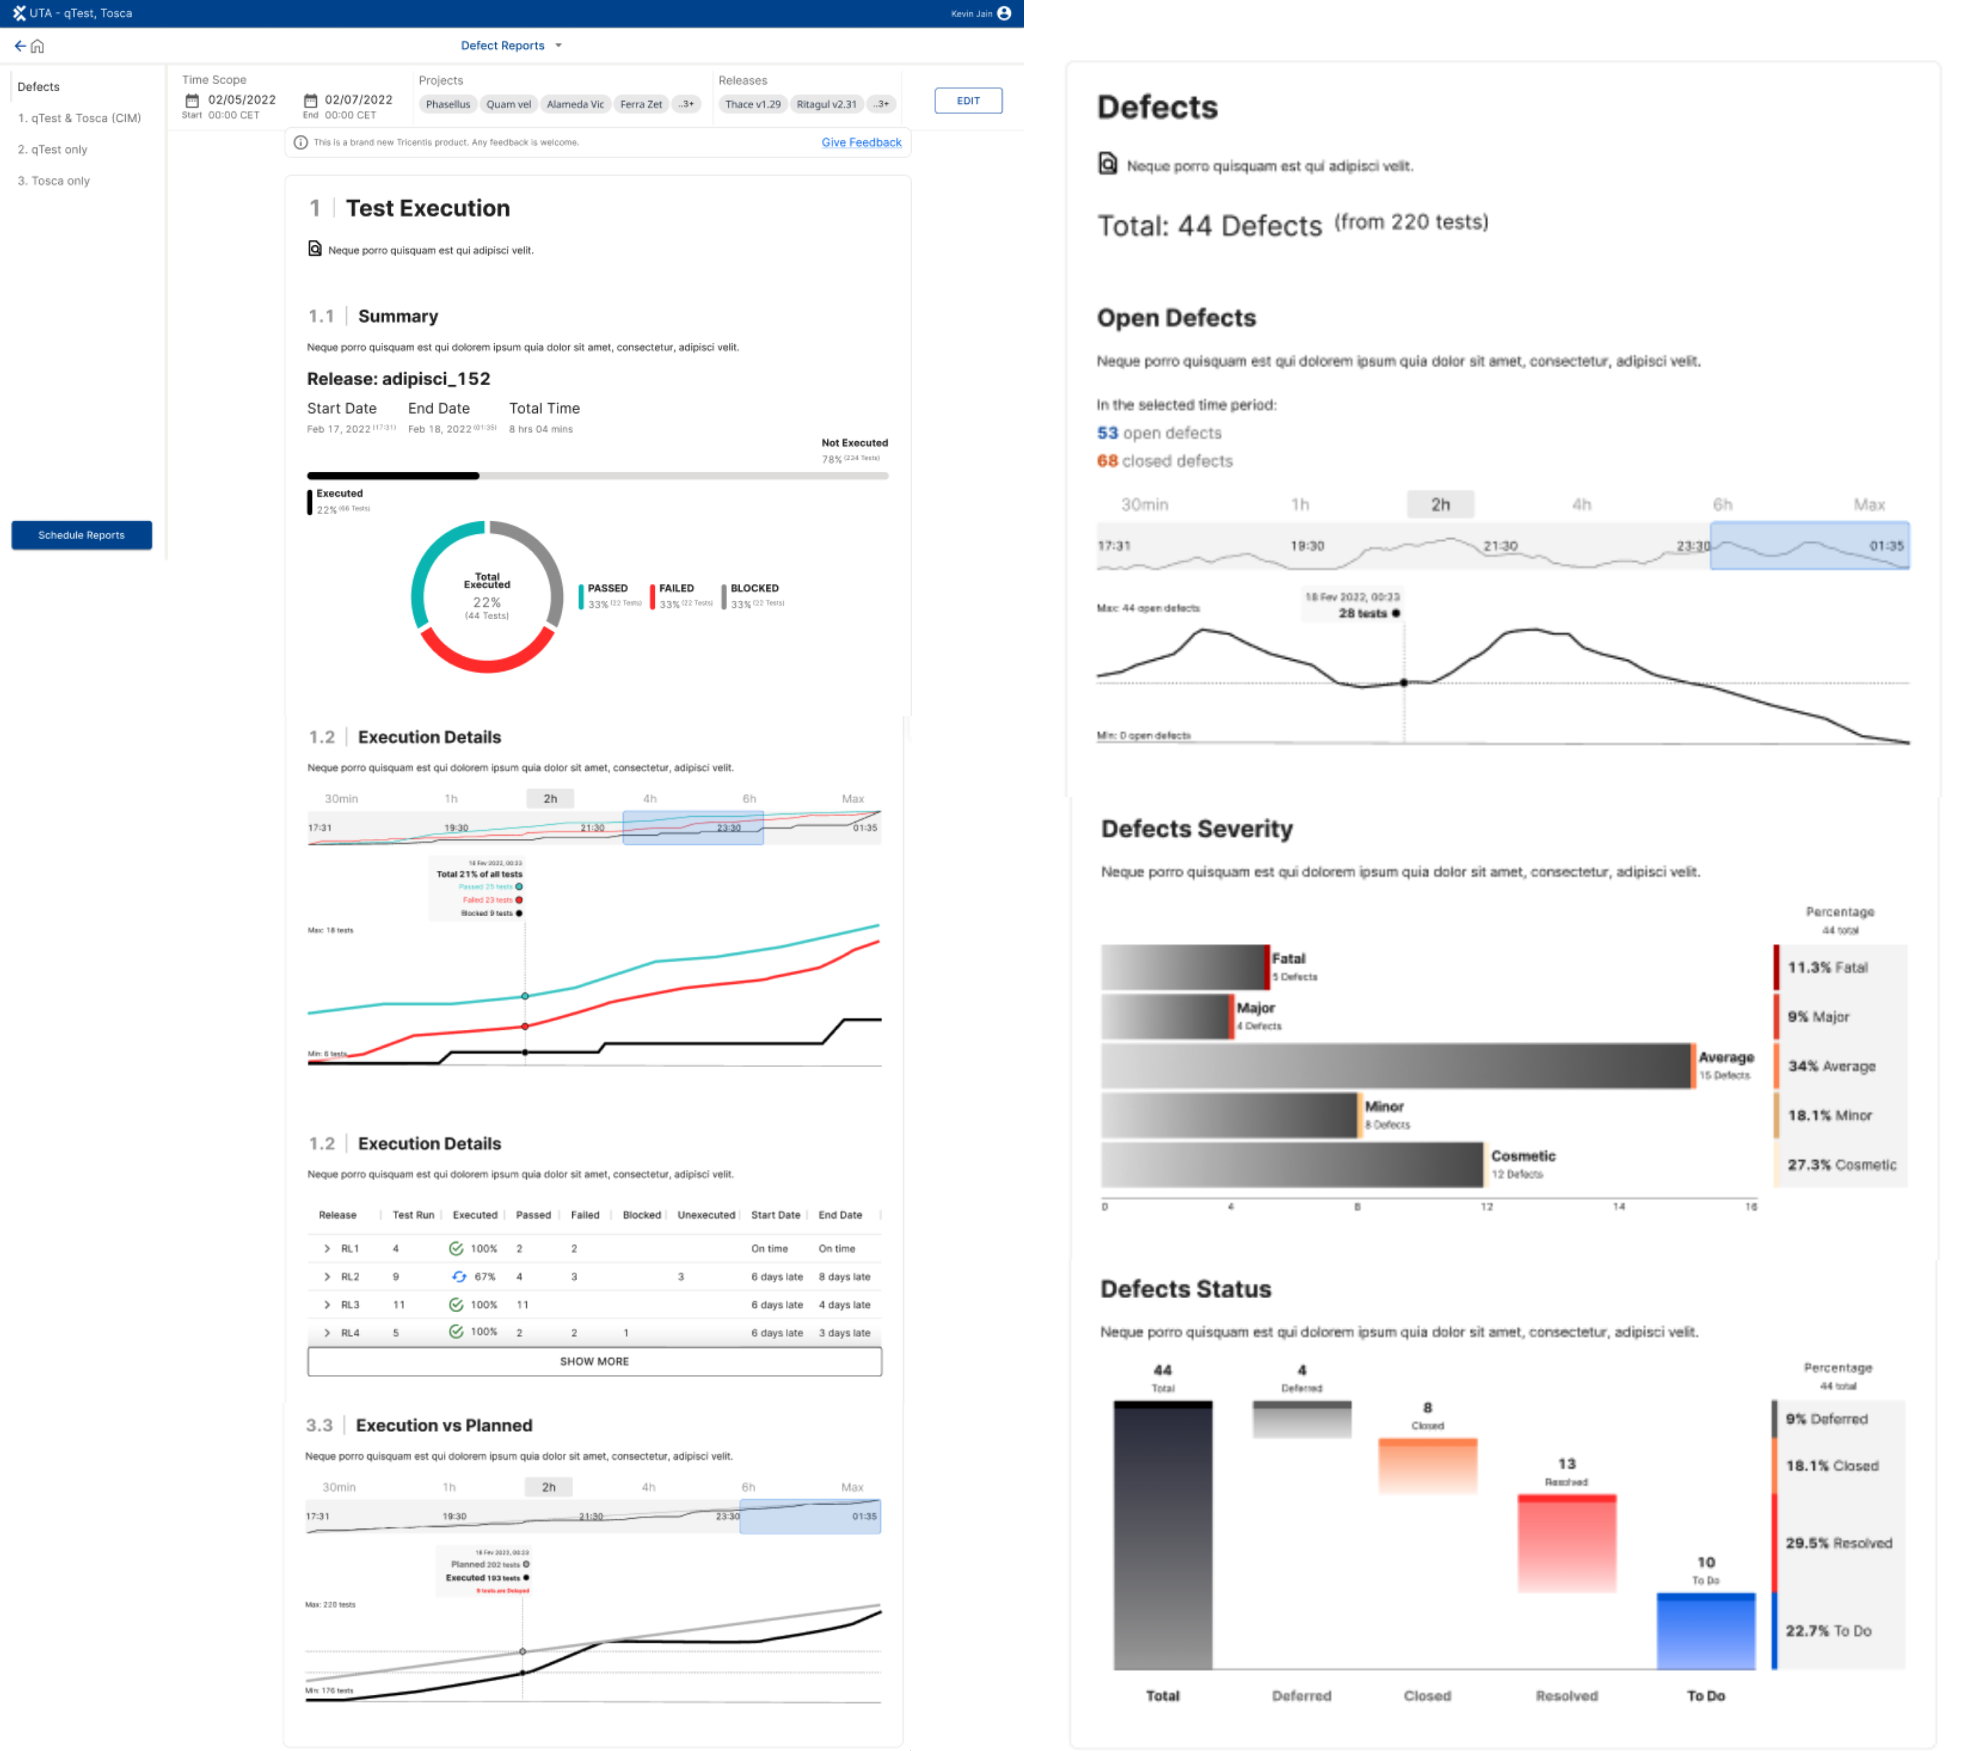 UTA - qTest, Tosca
Kevin Jain
Defect Reports
Defects
1. qTest & Tosca (CIM)
2. qTest only
3. Tosca only
Schedule Reports
Time Scope
02/05/2022
Start 00:00 CET
02/07/2022
End 00:00 CET
Projects
Phasellus Quam vel Alameda Vic Ferra Zet ..3+
Releases
Thace v1.29 Ritagul v2.31 ..3+
EDIT
This is a brand new Tricentis product. Any feedback is welcome.
Give Feedback
1 Test Execution
Neque porro quisquam est qui adipisci velit.
1.1 Summary
Neque porro quisquam est qui dolorem ipsum quia dolor sit amet, consectetur, adipisci velit.
Release: adipisci_152
Start Date End Date Total Time
Feb 17, 2022 (17:31) Feb 18, 2022 (01:35) 8 hrs 04 mins
Not Executed
78% (234 Tests)
Executed
22% (66 Tests)
Total
Executed
22%
(44 Tests)
PASSED
33% (22 Tests)
FAILED
33% (22 Tests)
BLOCKED
33% (22 Tests)
1.2 Execution Details
Neque porro quisquam est qui dolorem ipsum quia dolor sit amet, consectetur, adipisci velit.
30min 1h 2h 4h 6h Max
17:31 19:30 21:30 23:30 01:35
18 Fev 2022, 00:23
Total 21% of all tests
Passed 25 tests
Failed 23 tests
Blocked 9 tests
Max: 18 tests
Min: 6 tests
1.2 Execution Details
Neque porro quisquam est qui dolorem ipsum quia dolor sit amet, consectetur, adipisci velit.
Release Test Run Executed Passed Failed Blocked Unexecuted Start Date End Date
RL1 4 100% 2 2 On time On time
RL2 9 67% 4 3 3 6 days late 8 days late
RL3 11 100% 11 6 days late 4 days late
RL4 5 100% 2 2 1 6 days late 3 days late
SHOW MORE
3.3 Execution vs Planned
Neque porro quisquam est qui dolorem ipsum quia dolor sit amet, consectetur, adipisci velit.
30min 1h 2h 4h 6h Max
17:31 19:30 21:30 23:30 01:35
18 Fev 2022, 00:23
Planned 202 tests
Executed 193 tests
9 tests are Delayed
Max: 220 tests
Min: 176 tests
Defects
Neque porro quisquam est qui adipisci velit.
Total: 44 Defects (from 220 tests)
Open Defects
Neque porro quisquam est qui dolorem ipsum quia dolor sit amet, consectetur, adipisci velit.
In the selected time period:
53 open defects
68 closed defects
30min 1h 2h 4h 6h Max
17:31 19:30 21:30 23:30 01:35
18 Fev 2022, 00:23
28 tests
Max: 44 open defects
Min: 0 open defects
Defects Severity
Neque porro quisquam est qui dolorem ipsum quia dolor sit amet, consectetur, adipisci velit.
Percentage
44 total
Fatal
5 Defects
11.3% Fatal
Major
4 Defects
9% Major
Average
15 Defects
34% Average
Minor
8 Defects
18.1% Minor
Cosmetic
12 Defects
27.3% Cosmetic
0 4 8 12 14 16
Defects Status
Neque porro quisquam est qui dolorem ipsum quia dolor sit amet, consectetur, adipisci velit.
Percentage
44 total
44
Total
4
Deferred
8
Closed
13
Resolved
10
To Do
9% Deferred
18.1% Closed
29.5% Resolved
22.7% To Do
Total Deferred Closed Resolved To Do